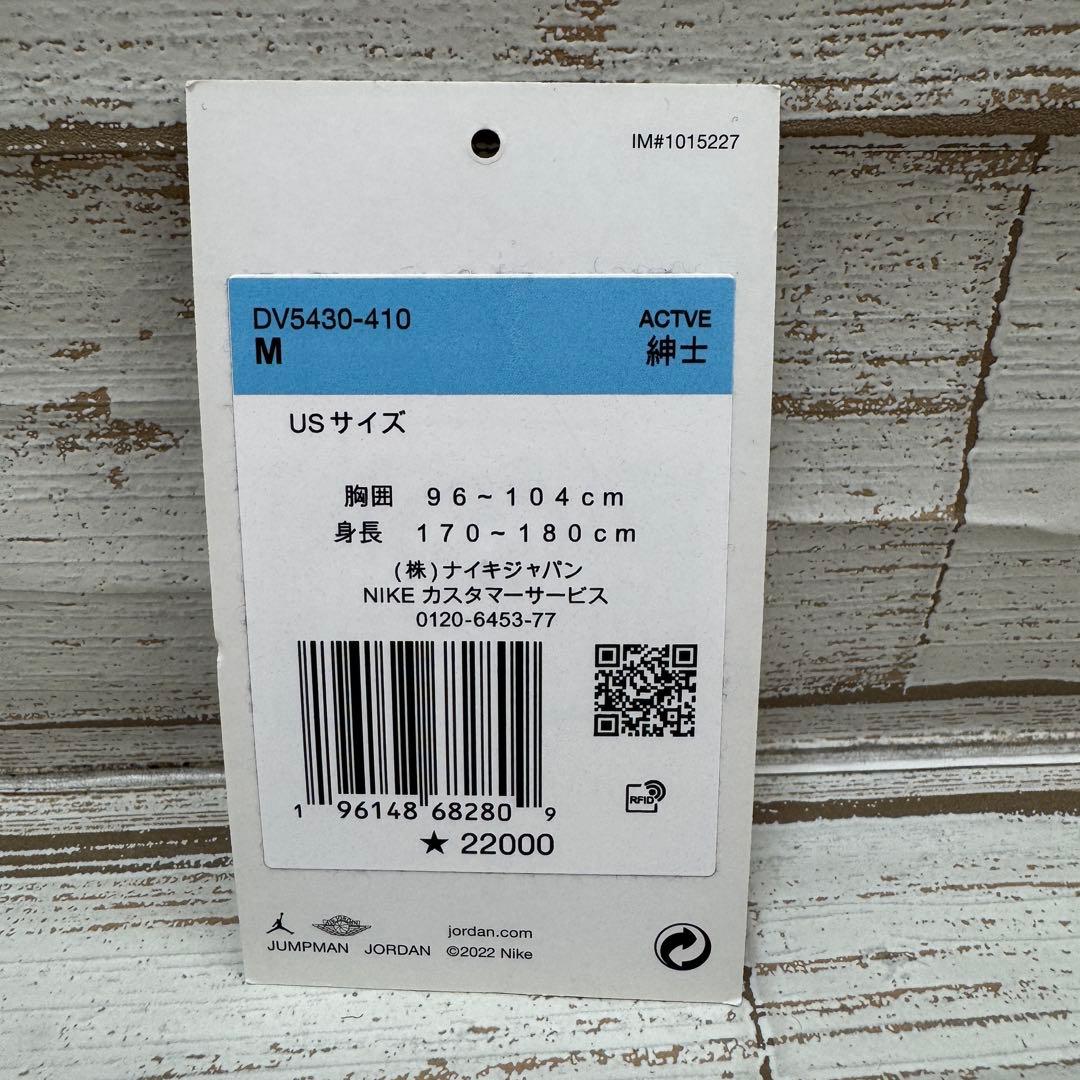 IM#1015227
DV5430-410
ACTVE
M
紳士
USサイズ
胸囲 96~104cm
身長 170~180cm
(株)ナイキジャパン
NIKE カスタマーサービス
0120-6453-77
1 96148 68280 9
RFID
★ 22000
jordan.com
JUMPMAN JORDAN ©2022 Nike